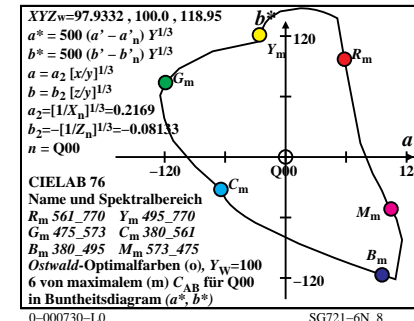 XYZw=97.9332, 100.0, 118.95
a* = 500 (a' - a'n) Y1/3
b* = 500 (b' - b'n) Y1/3
a = a2 [x/y]1/3
b = b2 [z/y]1/3
a2=[1/Xn]1/3=0.2169
b2=−[1/Zn]1/3=−0.08133
n = Q00
b*
120
Ym
Rm
Gm
a
−120
Q00
12
Cm
Mm
Bm
−120
CIELAB 76
Name und Spektralbereich
Rm 561_770 Ym 495_770
Gm 475_573 Cm 380_561
Bm 380_495 Mm 573_475
Ostwald-Optimalfarben (o), YW=100
6 von maximalem (m) CAB für Q00
in Buntheitsdiagram (a*, b*)
0−000730−L0
SG721−6N_8